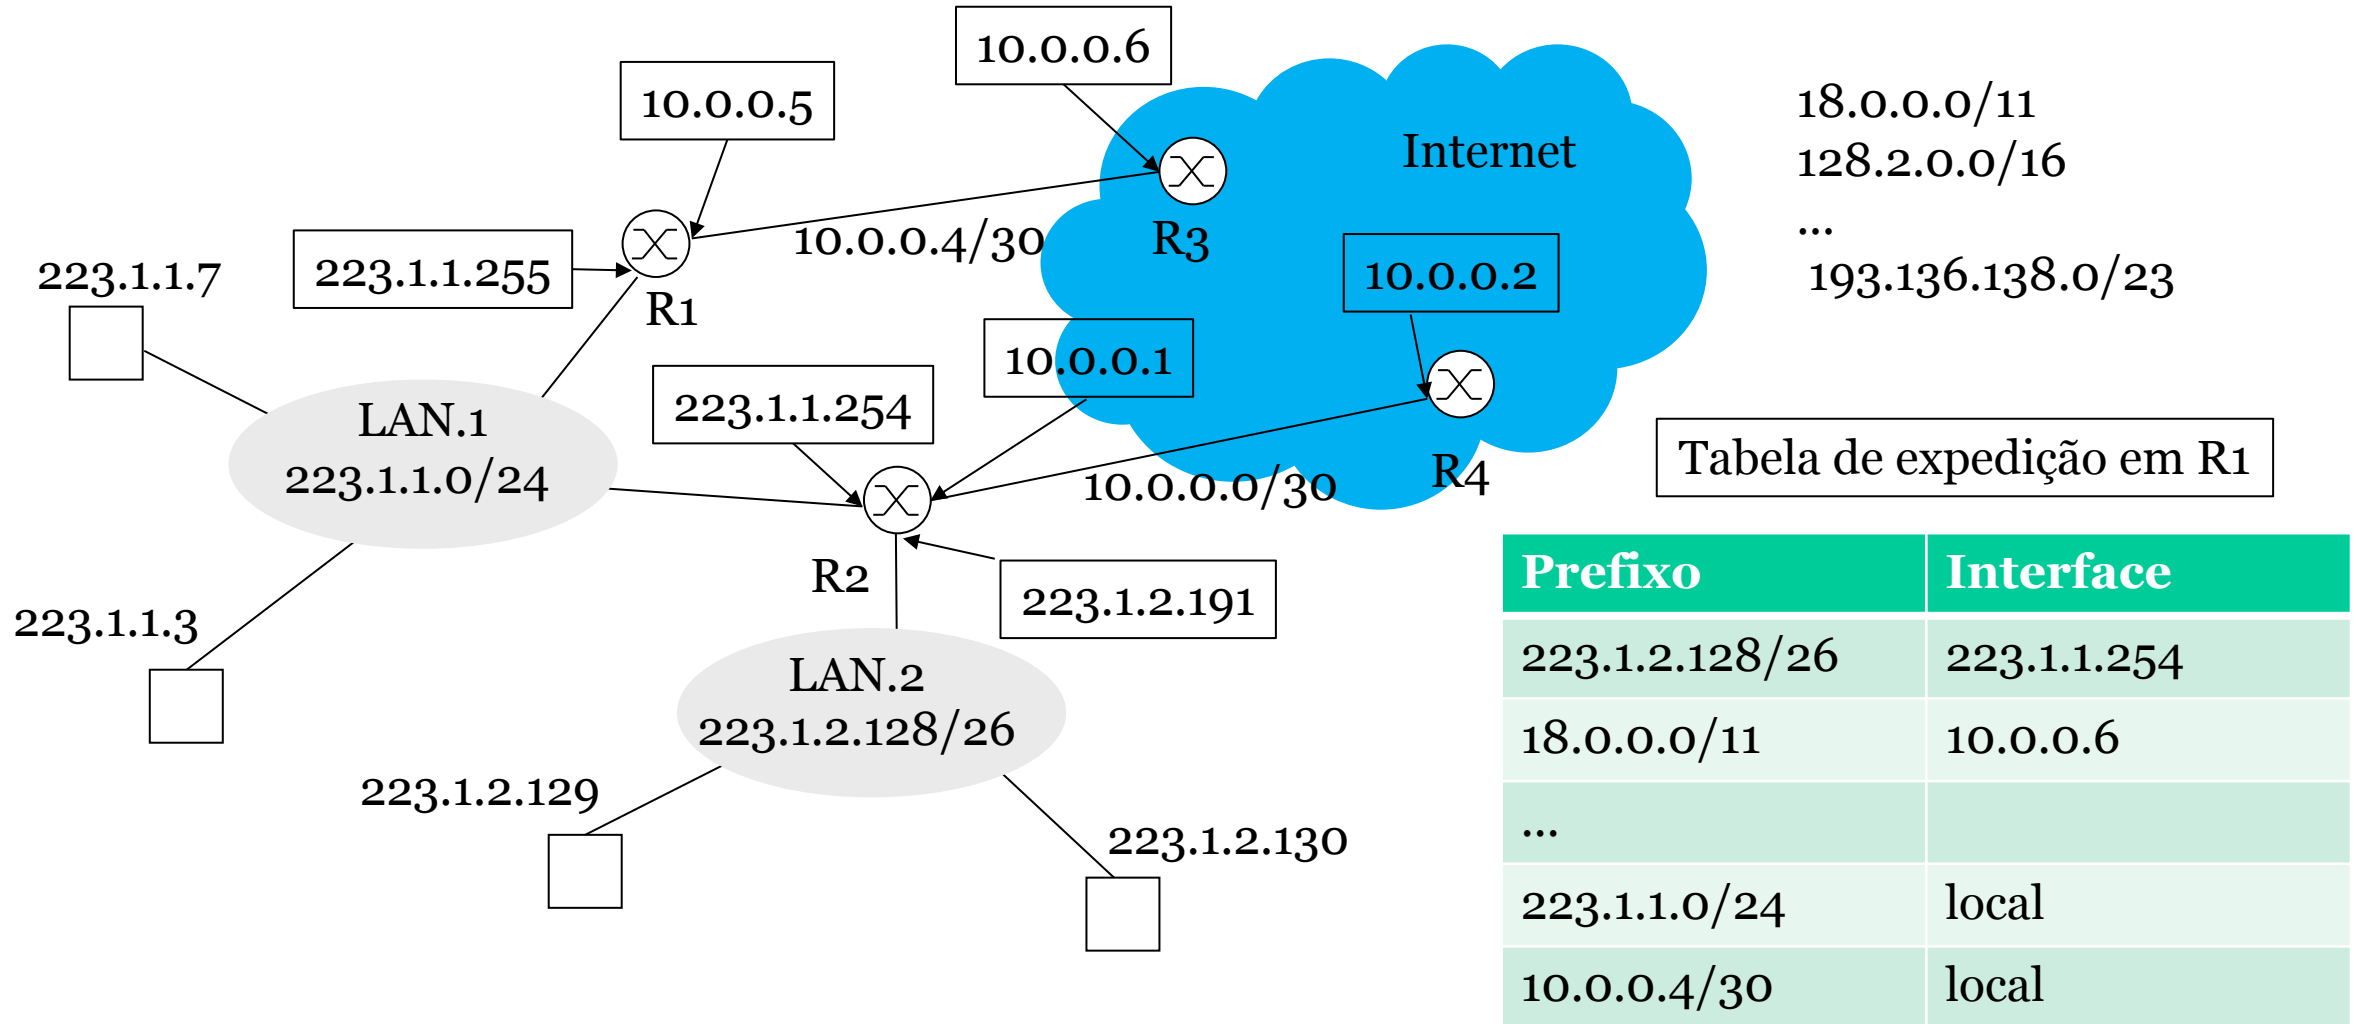 10.0.0.6
10.0.0.5
Internet
18.0.0.0/11
128.2.0.0/16
...
193.136.138.0/23
10.0.0.4/30
R3
223.1.1.7
223.1.1.255
R1
10.0.0.2
10.0.0.1
LAN.1
223.1.1.0/24
223.1.1.254
R4
10.0.0.0/30
R2
223.1.2.191
223.1.1.3
LAN.2
223.1.2.128/26
223.1.2.129
223.1.2.130
Tabela de expedição em R1
Prefixo Interface
223.1.2.128/26 223.1.1.254
18.0.0.0/11 10.0.0.6
...
223.1.1.0/24 local
10.0.0.4/30 local